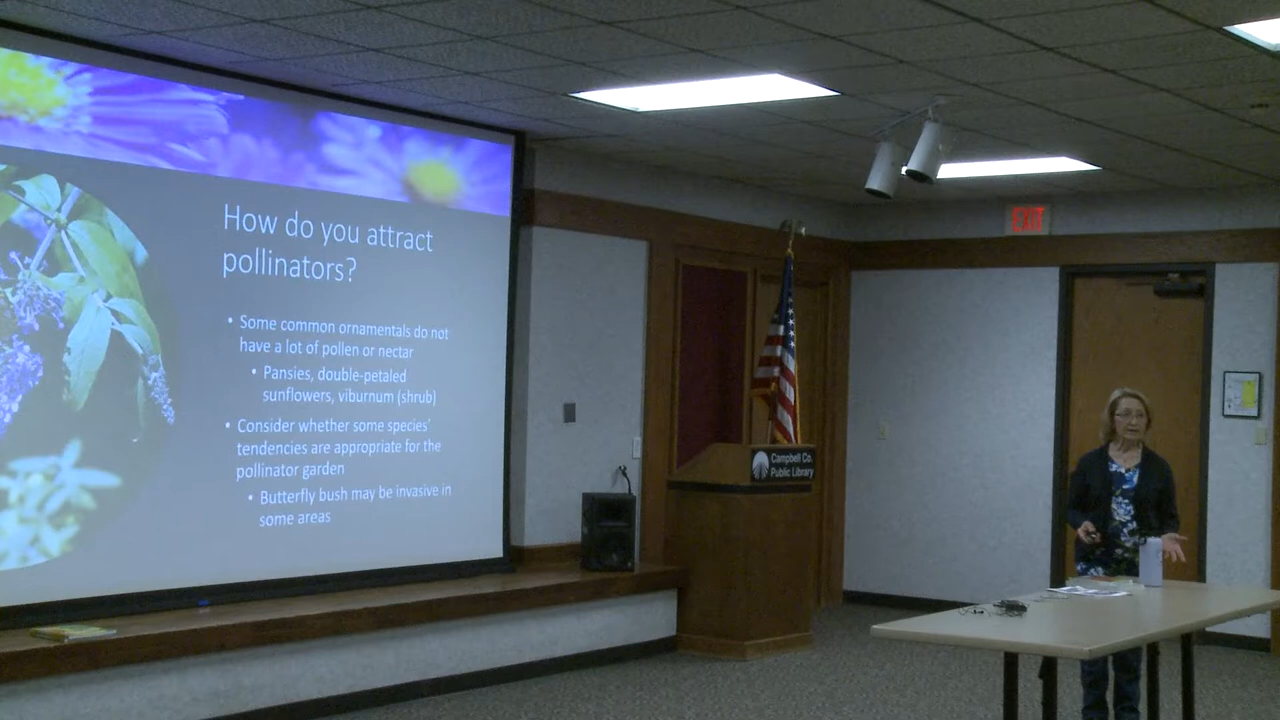 How do you attract
pollinators?
• Some common ornamentals do not
have a lot of pollen or nectar
• Pansies, double-petaled
sunflowers, viburnum (shrub)
• Consider whether some species'
tendencies are appropriate for the
pollinator garden
• Butterfly bush may be invasive in
some areas
EXIT
Campbell Co.
Public Library